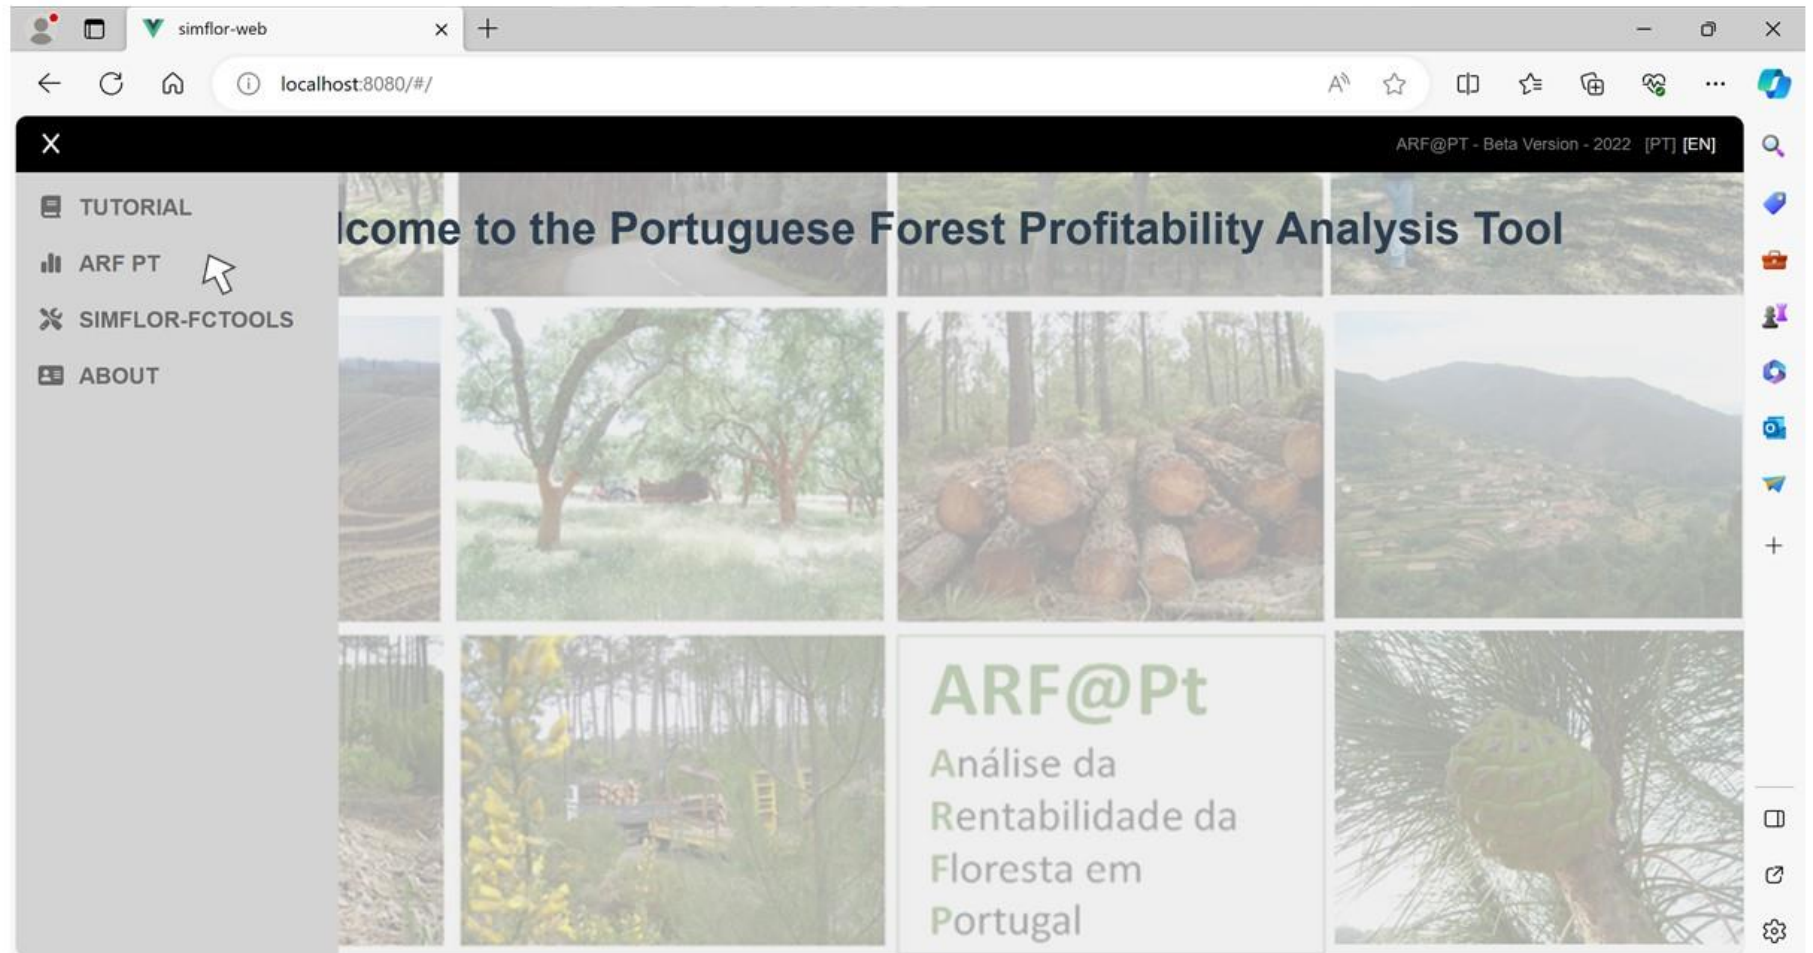 simflor-web
localhost:8080/#/
ARF@PT - Beta Version - 2022 [PT] [EN]
TUTORIAL
ARF PT
SIMFLOR-FCTOOLS
ABOUT
lcome to the Portuguese Forest Profitability Analysis Tool
ARF@Pt
Análise da
Rentabilidade da
Floresta em
Portugal